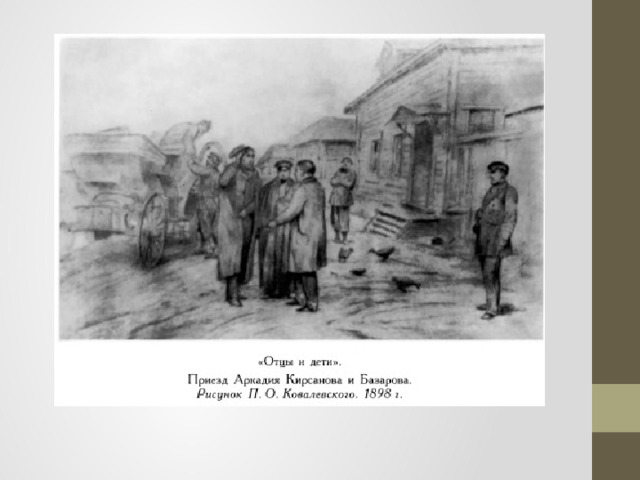 «Отцы и дети».
Приезд Аркадия Кирсанова и Базарова.
Рисунок П. О. Ковалевского. 1898 г.